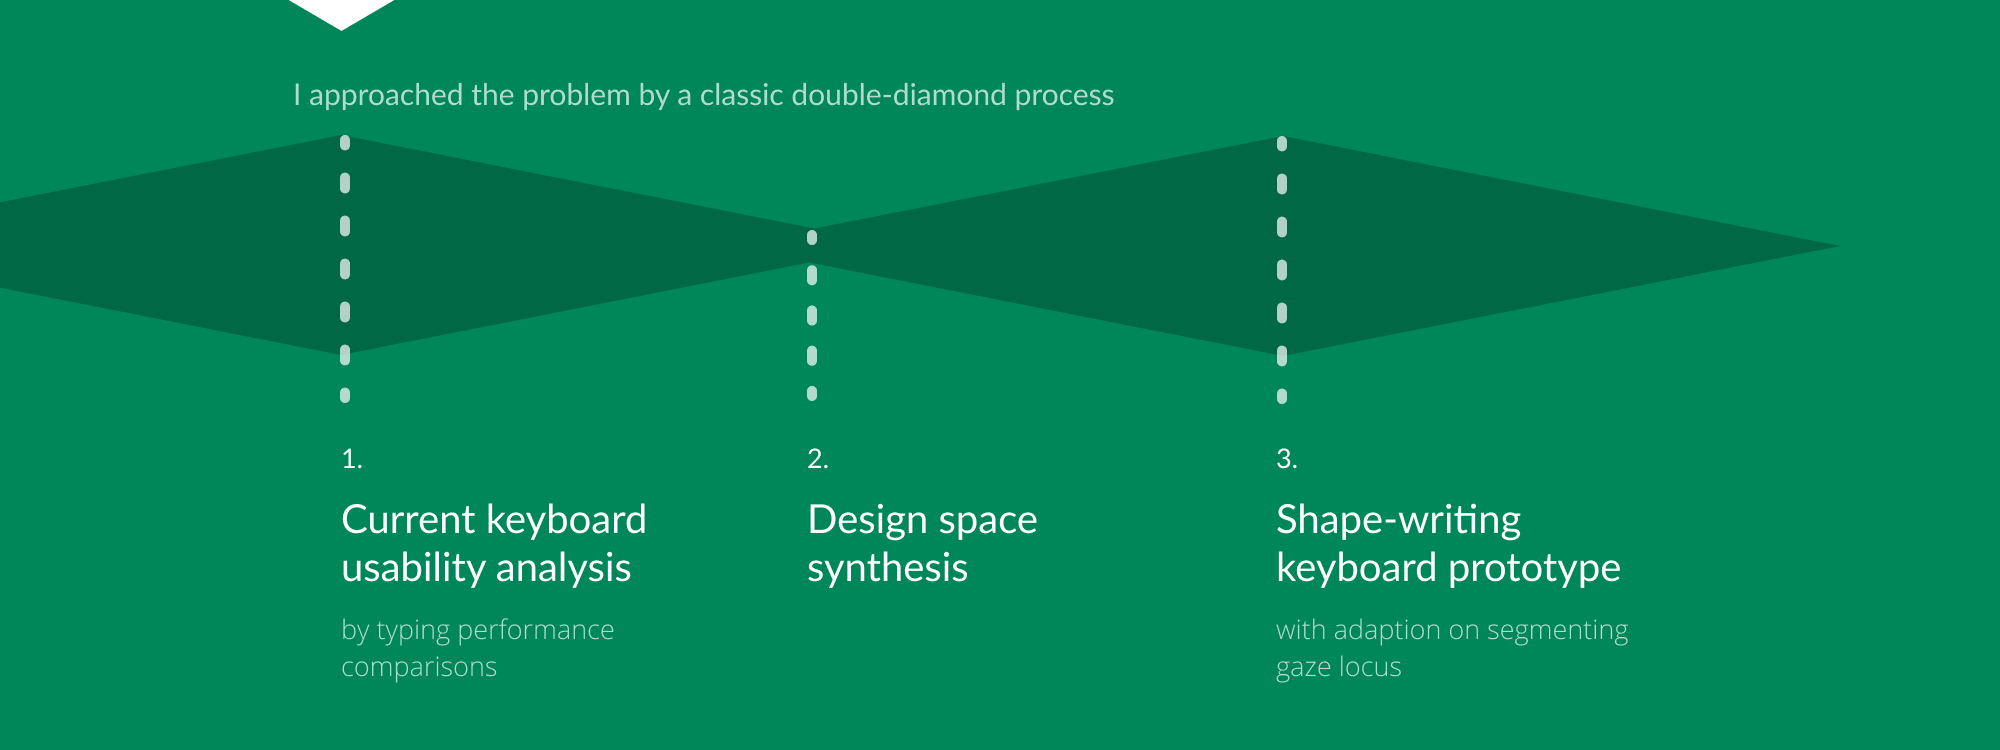 I approached the problem by a classic double-diamond process
1.
Current keyboard
usability analysis
by typing performance
comparisons
2.
Design space
synthesis
3.
Shape-writing
keyboard prototype
with adaption on segmenting
gaze locus